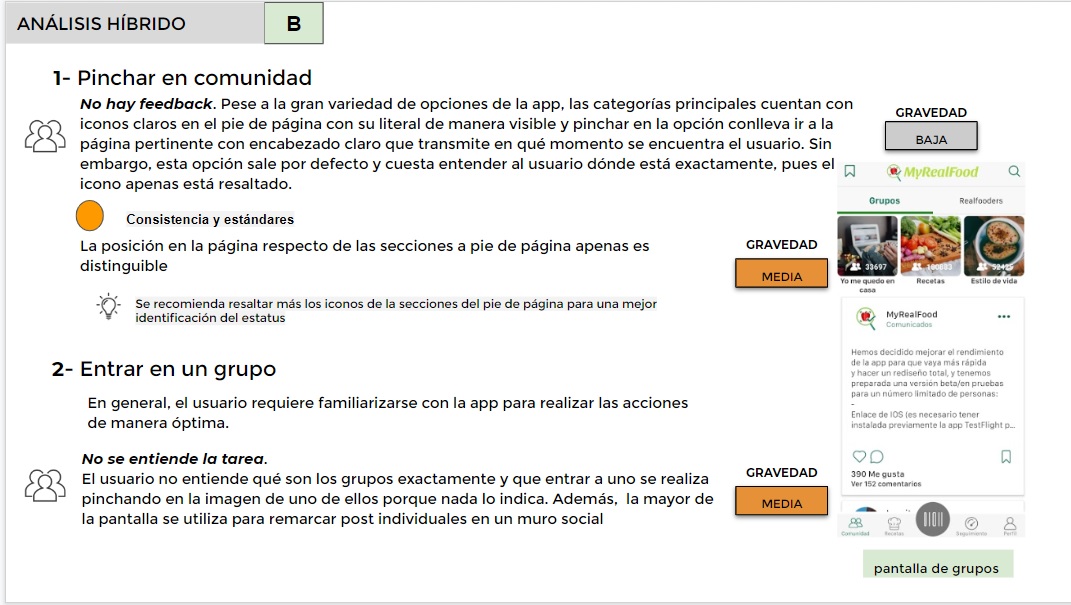 ANÁLISIS HÍBRIDO
B
1- Pinchar en comunidad
No hay feedback. Pese a la gran variedad de opciones de la app, las categorías principales cuentan con
iconos claros en el pie de página con su literal de manera visible y pinchar en la opción conlleva ir a la
página pertinente con encabezado claro que transmite en qué momento se encuentra el usuario. Sin
embargo, esta opción sale por defecto y cuesta entender al usuario dónde está exactamente, pues el
icono apenas está resaltado.
GRAVEDAD
BAJA
Consistencia y estándares
La posición en la página respecto de las secciones a pie de página apenas es
distinguible
GRAVEDAD
MEDIA
Se recomienda resaltar más los iconos de la secciones del pie de página para una mejor
identificación del estatus
2- Entrar en un grupo
En general, el usuario requiere familiarizarse con la app para realizar las acciones
de manera óptima.
No se entiende la tarea.
El usuario no entiende qué son los grupos exactamente y que entrar a uno se realiza
pinchando en la imagen de uno de ellos porque nada lo indica. Además, la mayor de
la pantalla se utiliza para remarcar post individuales en un muro social
GRAVEDAD
MEDIA
MyRealFood
Grupos
Realfooders
33697
52425
Yo me quedo en
casa
Recetas
Estilo de vida
MyRealFood
Comunicados
Hemos decidido mejorar el rendimiento
de la app para que vaya más rápida
y hacer un rediseño total, y tenemos
preparada una versión beta/en pruebas
para un número limitado de personas:
-
Enlace de IOS (es necesario tener
instalada previamente la app TestFlight p...
390 Me gusta
Ver 152 comentarios
Comunidad
Recetas
Seguimiento
Perfil
pantalla de grupos